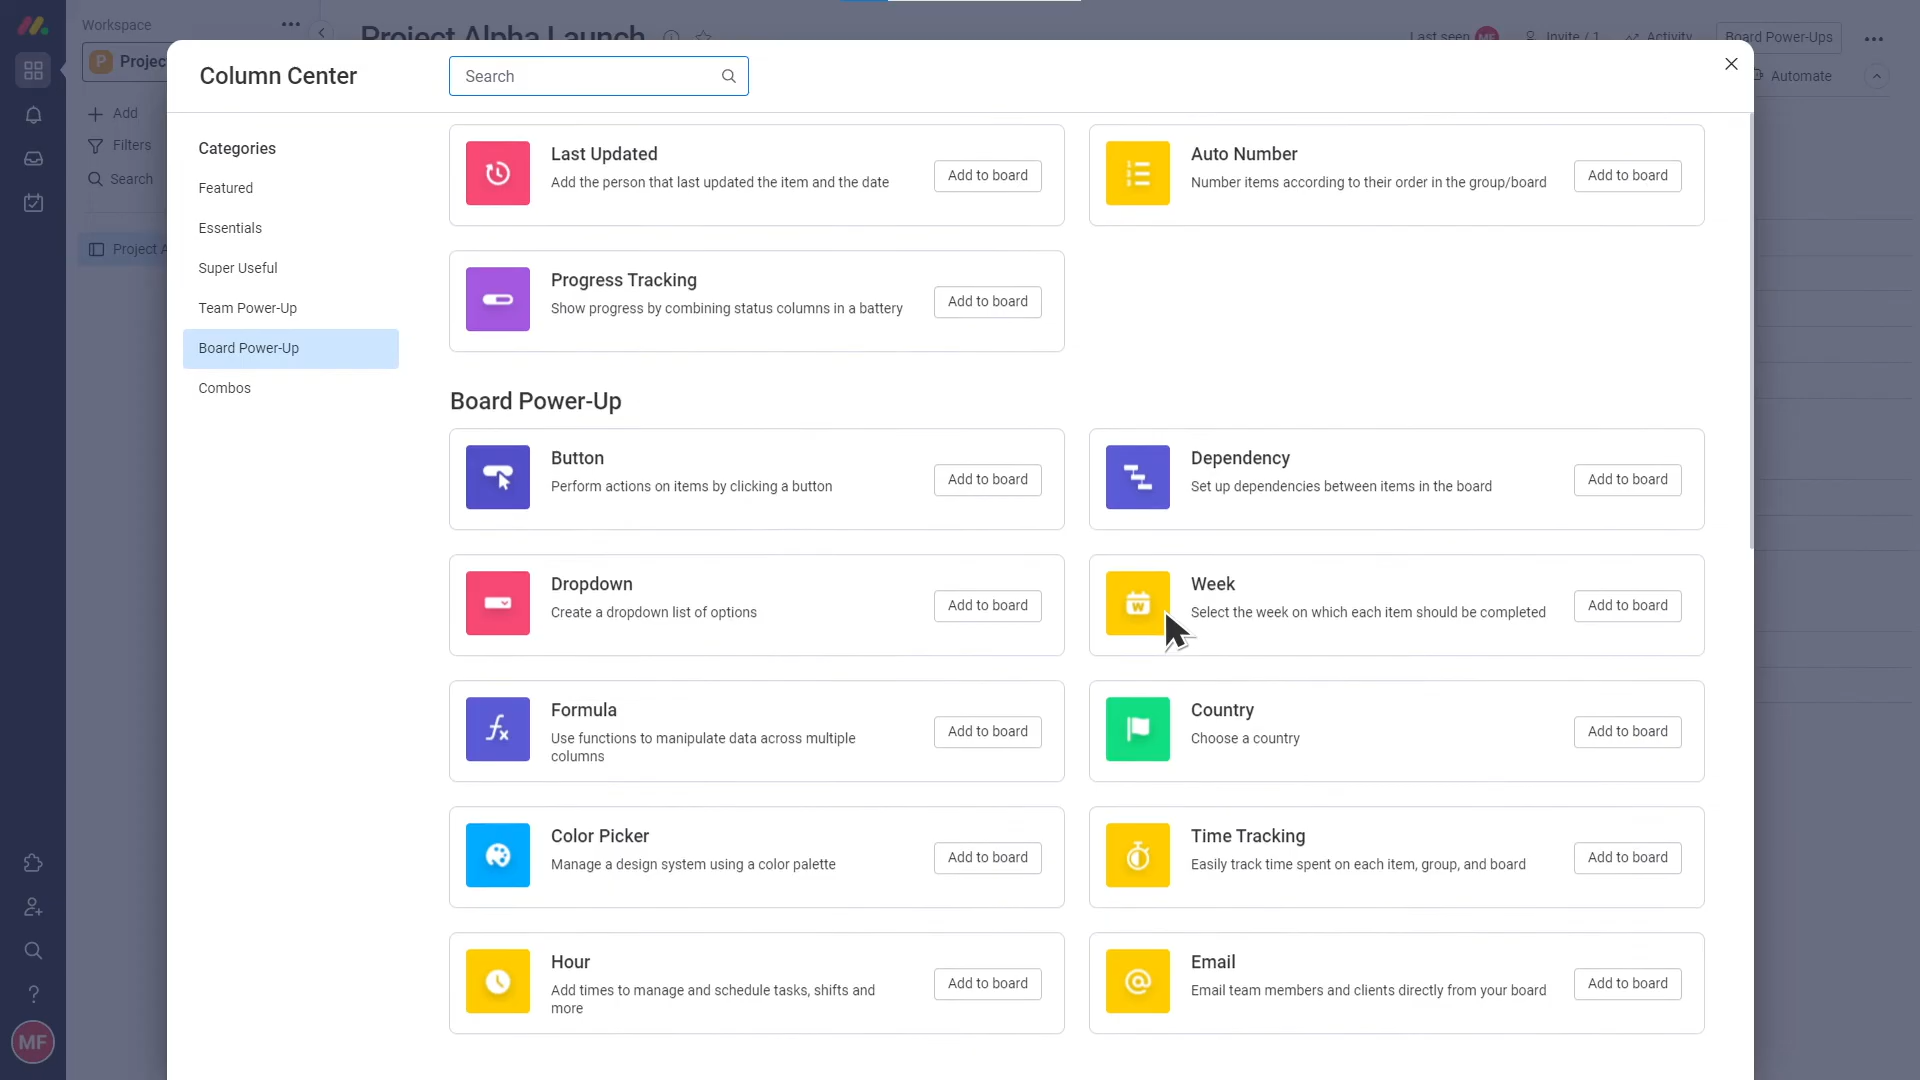 Workspace
Project Alpha Launch
Last seen
MF
Invite / 1
Activity
Board Power-Ups
P
Projec
Automate
Column Center
Search
Add
Filters
Search
Project A
Categories
Featured
Essentials
Super Useful
Team Power-Up
Board Power-Up
Combos
Last Updated
Add the person that last updated the item and the date
Add to board
Auto Number
Number items according to their order in the group/board
Add to board
Progress Tracking
Show progress by combining status columns in a battery
Add to board
Board Power-Up
Button
Perform actions on items by clicking a button
Add to board
Dependency
Set up dependencies between items in the board
Add to board
Dropdown
Create a dropdown list of options
Add to board
W
Week
Select the week on which each item should be completed
Add to board
fx
Formula
Use functions to manipulate data across multiple
columns
Add to board
Country
Choose a country
Add to board
Color Picker
Manage a design system using a color palette
Add to board
Time Tracking
Easily track time spent on each item, group, and board
Add to board
Hour
Add times to manage and schedule tasks, shifts and
more
Add to board
@
Email
Email team members and clients directly from your board
Add to board
?
MF